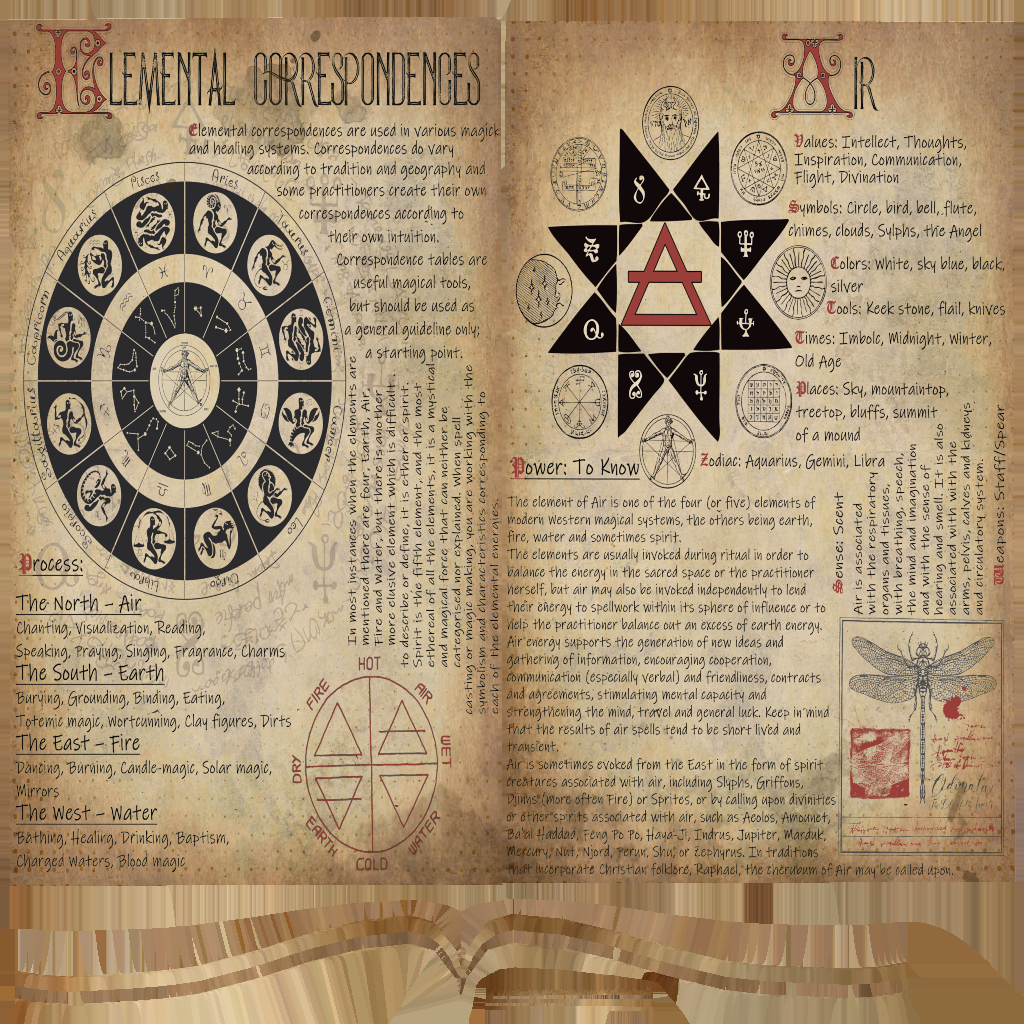 Elemental Correspondences
Elemental correspondences are used in various magick
and healing systems. Correspondences do vary
according to tradition and geography and
some practitioners create their own
correspondences according to
their own intuition.
Correspondence tables are
useful magical tools,
but should be used as
a general guideline only;
a starting point.
In most instances when the elements are
mentioned there are four, Earth, Air,
Fire and Water, but there is another
more elusive element which is difficult
to describe or define it is ether or spirit.
Spirit is the fifth element, and the most
ethereal of all the elements, it is a mystical
and magic force that can neither be
categorised nor explained. When spell
casting or magic making, you are working with the
symbolism and characteristics corresponding to
each of the elemental energies.
Pisces
Aries
Taurus
Gemini
Cancer
Leo
Virgo
Libra
Scorpio
Sagittarius
Capricorn
Aquarius
Process:
The North – Air
Chanting, Visualization, Reading,
Speaking, Praying, Singing, Fragrance, Charms
The South – Earth
Burying, Grounding, Binding, Eating,
Totemic magic, Wortcunning, Clay figures, Dirts
The East – Fire
Dancing, Burning, Candle-magic, Solar magic,
Mirrors
The West – Water
Bathing, Healing, Drinking, Baptism,
Charged Waters, Blood magic
HOT
FIRE
AIR
DRY
WET
EARTH
WATER
COLD
Air
Values: Intellect, Thoughts,
Inspiration, Communication,
Flight, Divination
Symbols: Circle, bird, bell, flute,
chimes, clouds, Sylphs, the Angel
Colors: white, sky blue, black,
silver
Tools: Keek stone, flail, knives
Times: Imbolc, Midnight, Winter,
Old Age
Places: Sky, mountaintop,
treetop, bluffs, summit
of a mound
Zodiac: Aquarius, Gemini, Libra
Power: To Know
The element of Air is one of the four (or five) elements of
modern Western magical systems, the others being earth,
fire, water and sometimes spirit.
The elements are usually invoked during ritual in order to
balance the energy in the sacred space or the practitioner
herself, but air may also be invoked independently to lend
their energy to spellwork within its sphere of influence or to
help the practitioner balance out an excess of earth energy.
Air energy supports the generation of new ideas and
gathering of information, encouraging cooperation,
communication (especially verbal) and friendliness, contracts
and agreements, stimulating mental capacity and
strengthening the mind, travel and general luck. Keep in mind
that the results of air spells tend to be short lived and
transient.
Air is sometimes evoked from the East in the form of spirit
creatures associated with air, including Slyphs, Griffons,
Djinns (more often Fire) or Sprites, or by calling upon divinities
or other spirits associated with air, such as Aeolos, Amounet,
Ba'al Haddad, Feng Po Po, Haya-Ji, Indrus, Jupiter, Marduk,
Mercury, Nut, Njord, Perun, Shu, or Zephyrus. In traditions
that incorporate Christian folklore, Raphael, the cherubum of Air may be called upon.
Sense: Scent
Air is associated
with the respiratory
organs and tissues,
with breathing, speech,
the mind and imagination
and with the sense of
hearing and smell. It is also
associated with with the
arms, pelvis, calves and kidneys
and circulatory system.
Weapons: Staff/Spear
Odonata